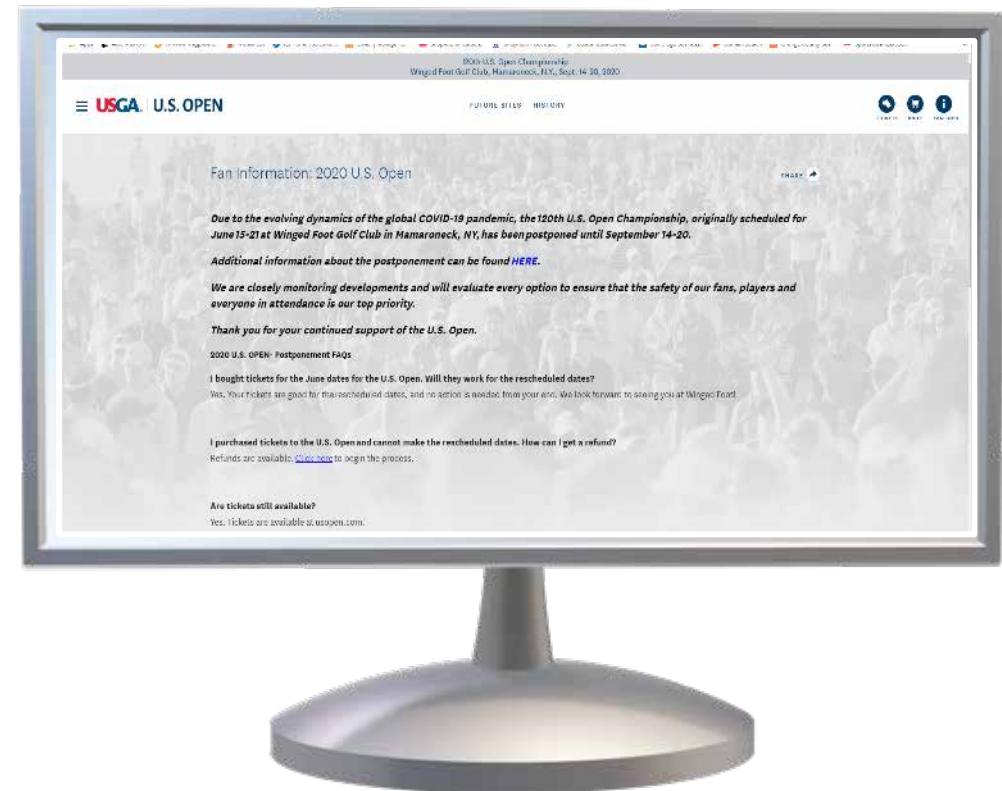 120th U.S. Open Championship
Winged Foot Golf Club, Mamaroneck, N.Y., Sept. 14-20, 2020
USGA. U.S. OPEN
FUTURE SITES HISTORY
Fan Information: 2020 U.S. Open
SHARE
Due to the evolving dynamics of the global COVID-19 pandemic, the 120th U.S. Open Championship, originally scheduled for
June 15-21 at Winged Foot Golf Club in Mamaroneck, NY, has been postponed until September 14-20.
Additional information about the postponement can be found HERE.
We are closely monitoring developments and will evaluate every option to ensure that the safety of our fans, players and
everyone in attendance is our top priority.
Thank you for your continued support of the U.S. Open.
2020 U.S. OPEN- Postponement FAQs
I bought tickets for the June dates for the U.S. Open. Will they work for the rescheduled dates?
Yes. Your tickets are good for the rescheduled dates, and no action is needed from your end. We look forward to seeing you at Winged Foot!
I purchased tickets to the U.S. Open and cannot make the rescheduled dates. How can I get a refund?
Refunds are available. Click here to begin the process.
Are tickets still available?
Yes. Tickets are available at usopen.com.